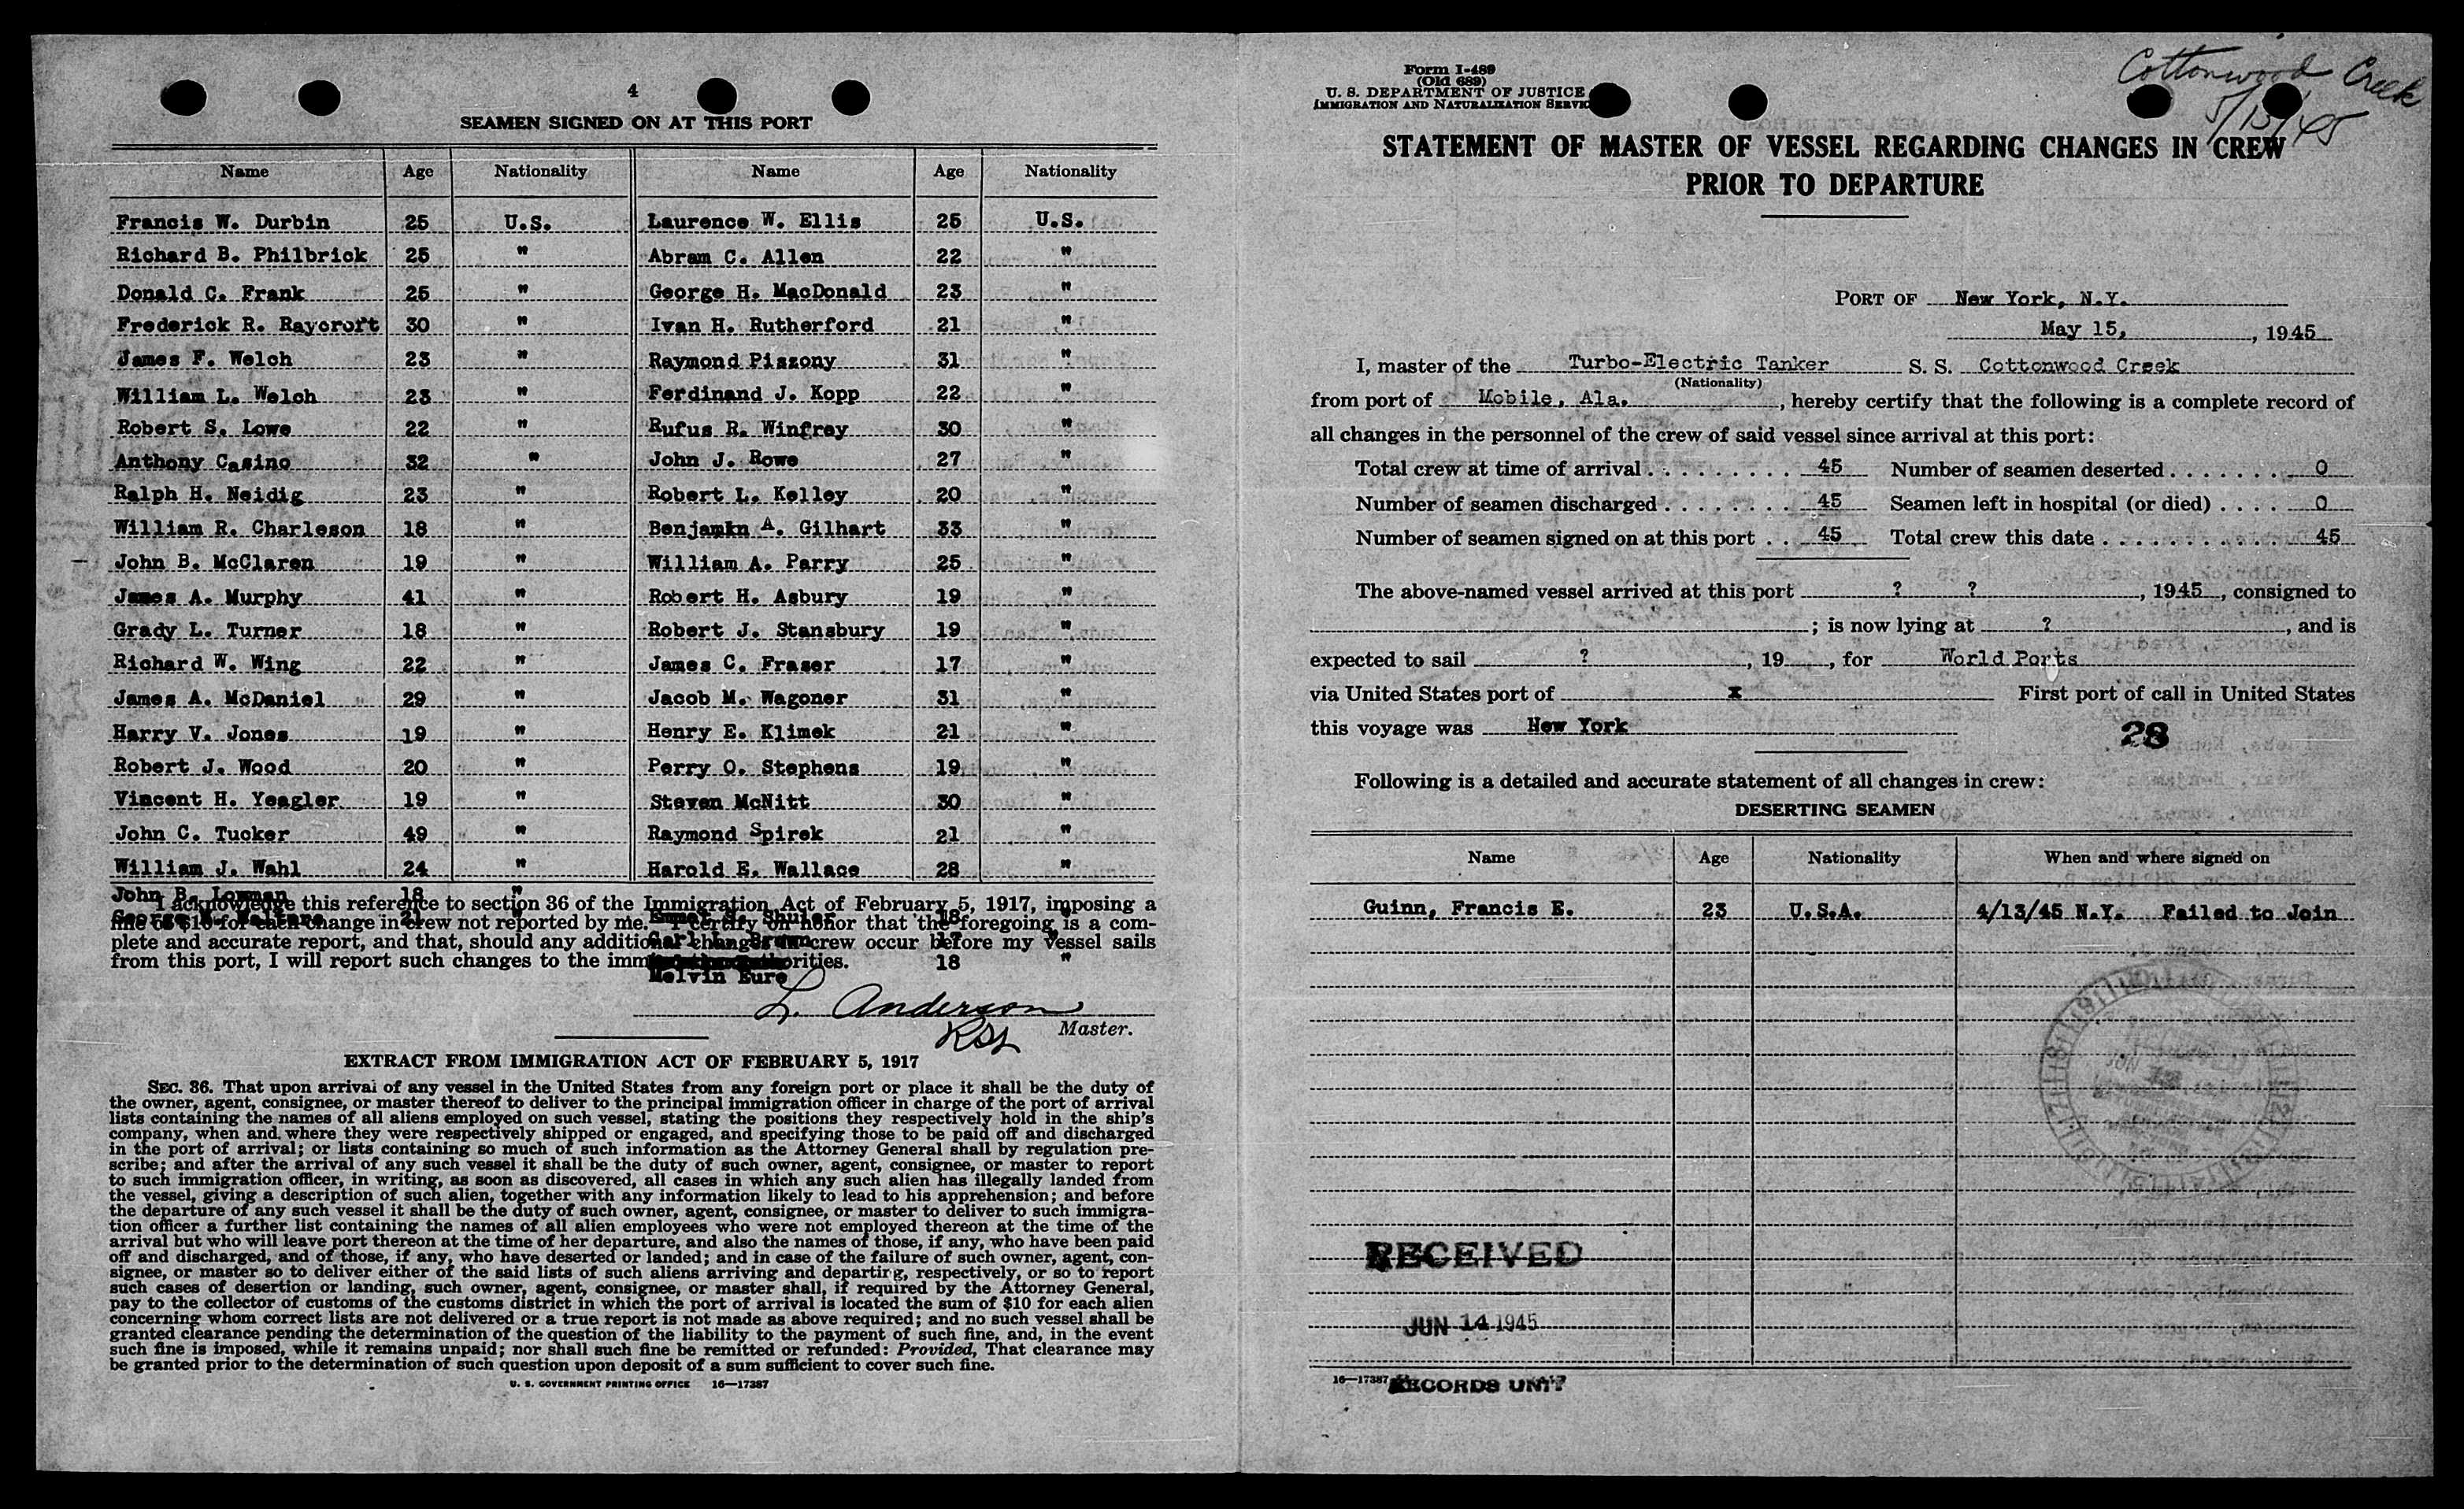 4
SEAMEN SIGNED ON AT THIS PORT
Name Age Nationality Name Age Nationality
Francis W. Durbin 25 U.S. Laurence W. Ellis 25 U.S.
Richard B. Philbrick 25 " Abram C. Allen 22 "
Donald C. Frank 25 " George H. MacDonald 23 "
Frederick R. Raycroft 30 " Ivan H. Rutherford 21 "
James F. Welch 23 " Raymond Piszony 31 "
William L. Welch 23 " Ferdinand J. Kopp 22 "
Robert S. Lowe 22 " Rufus R. Winfrey 30 "
Anthony Casino 32 " John J. Rowe 27 "
Ralph H. Neidig 23 " Robert L. Kelley 20 "
William R. Charleson 18 " Benjamin A. Gilhart 33 "
John B. McClaren 19 " William A. Parry 25 "
James A. Murphy 41 " Robert H. Asbury 19 "
Grady L. Turner 18 " Robert J. Stansbury 19 "
Richard W. Wing 22 " James C. Fraser 17 "
James A. McDaniel 29 " Jacob M. Wagoner 31 "
Harry V. Jones 19 " Henry E. Klimek 21 "
Robert J. Wood 20 " Perry O. Stephens 19 "
Vincent H. Yeagler 19 " Steven McNitt 30 "
John C. Tucker 49 " Raymond Spirek 21 "
William J. Wahl 24 " Harold E. Wallace 28 "
John B. Lowman 18 "
I acknowledge this reference to section 36 of the Immigration Act of February 5, 1917, imposing a
George 21 " Emmet S. Shuler 18
fine of $10 for each change in crew not reported by me. I certify on honor that the foregoing is a com-
plete and accurate report, and that, should any additional changes in crew occur before my vessel sails
Carl L. Brown 17
from this port, I will report such changes to the immigration authorities.
Melvin Eure 18 "
L. Anderson
RSL Master.
EXTRACT FROM IMMIGRATION ACT OF FEBRUARY 5, 1917
SEC. 36. That upon arrival of any vessel in the United States from any foreign port or place it shall be the duty of
the owner, agent, consignee, or master thereof to deliver to the principal immigration officer in charge of the port of arrival
lists containing the names of all aliens employed on such vessel, stating the positions they respectively hold in the ship's
company, when and where they were respectively shipped or engaged, and specifying those to be paid off and discharged
in the port of arrival; or lists containing so much of such information as the Attorney General shall by regulation pre-
scribe; and after the arrival of any such vessel it shall be the duty of such owner, agent, consignee, or master to report
to such immigration officer, in writing, as soon as discovered, all cases in which any such alien has illegally landed from
the vessel, giving a description of such alien, together with any information likely to lead to his apprehension; and before
the departure of any such vessel it shall be the duty of such owner, agent, consignee, or master to deliver to such immigra-
tion officer a further list containing the names of all alien employees who were not employed thereon at the time of the
arrival but who will leave port thereon at the time of her departure, and also the names of those, if any, who have been paid
off and discharged, and of those, if any, who have deserted or landed; and in case of the failure of such owner, agent, con-
signee, or master so to deliver either of the said lists of such aliens arriving and departing, respectively, or so to report
such cases of desertion or landing, such owner, agent, consignee, or master shall, if required by the Attorney General,
pay to the collector of customs of the customs district in which the port of arrival is located the sum of $10 for each alien
concerning whom correct lists are not delivered or a true report is not made as above required; and no such vessel shall be
granted clearance pending the determination of the question of the liability to the payment of such fine, and, in the event
such fine is imposed, while it remains unpaid; nor shall such fine be remitted or refunded: Provided, That clearance may
be granted prior to the determination of such question upon deposit of a sum sufficient to cover such fine.
U. S. GOVERNMENT PRINTING OFFICE 16—17387
Form I-489
(Old 689)
U. S. DEPARTMENT OF JUSTICE
IMMIGRATION AND NATURALIZATION SERVICE
Cottonwood Creek
5/15/45
STATEMENT OF MASTER OF VESSEL REGARDING CHANGES IN CREW
PRIOR TO DEPARTURE
PORT OF New York, N.Y.
May 15, , 1945
I, master of the Turbo-Electric Tanker S. S. Cottonwood Creek
(Nationality)
from port of Mobile, Ala. , hereby certify that the following is a complete record of
all changes in the personnel of the crew of said vessel since arrival at this port:
Total crew at time of arrival . . . . . . . . . 45 Number of seamen deserted . . . . . . . 0
Number of seamen discharged . . . . . . . . 45 Seamen left in hospital (or died) . . . . 0
Number of seamen signed on at this port . . 45 Total crew this date . . . . . . . . . . . 45
The above-named vessel arrived at this port ? ? , 1945 , consigned to
; is now lying at ? , and is
expected to sail ? , 19 , for World Ports
via United States port of x First port of call in United States
this voyage was New York
28
Following is a detailed and accurate statement of all changes in crew:
DESERTING SEAMEN
Name Age Nationality When and where signed on
Guinn, Francis E. 23 U.S.A. 4/13/45 N.Y. Failed to Join
RECEIVED
JUN 14 1945
16—17387 RECORDS UNIT